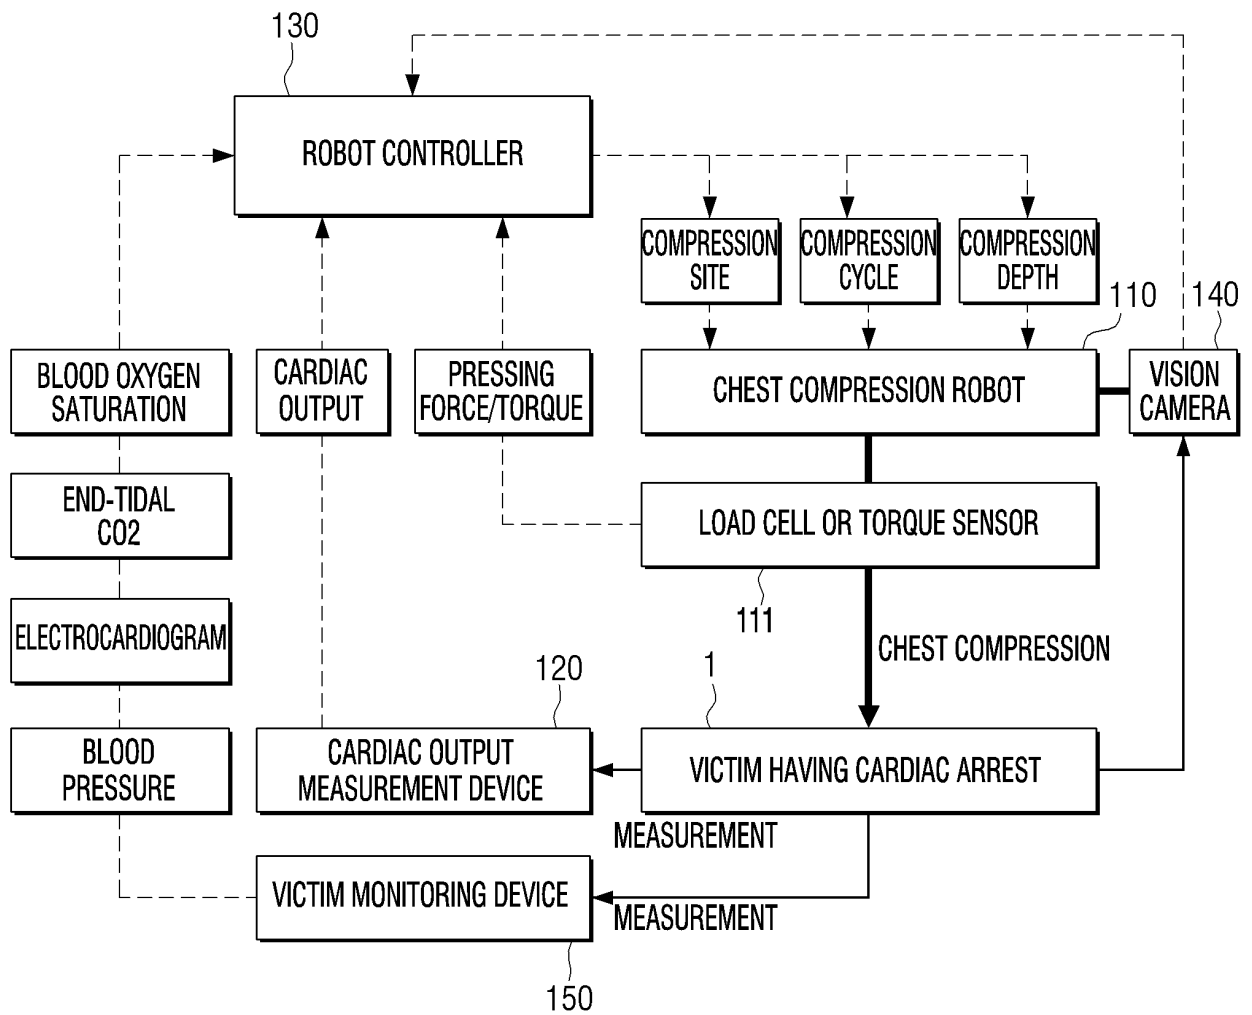 130
ROBOT CONTROLLER
COMPRESSION
SITE
COMPRESSION
CYCLE
COMPRESSION
DEPTH
110
140
BLOOD OXYGEN
SATURATION
CARDIAC
OUTPUT
PRESSING
FORCE/TORQUE
CHEST COMPRESSION ROBOT
VISION
CAMERA
END-TIDAL
CO2
LOAD CELL OR TORQUE SENSOR
111
ELECTROCARDIOGRAM
CHEST COMPRESSION
120
1
BLOOD
PRESSURE
CARDIAC OUTPUT
MEASUREMENT DEVICE
VICTIM HAVING CARDIAC ARREST
MEASUREMENT
VICTIM MONITORING DEVICE
MEASUREMENT
150